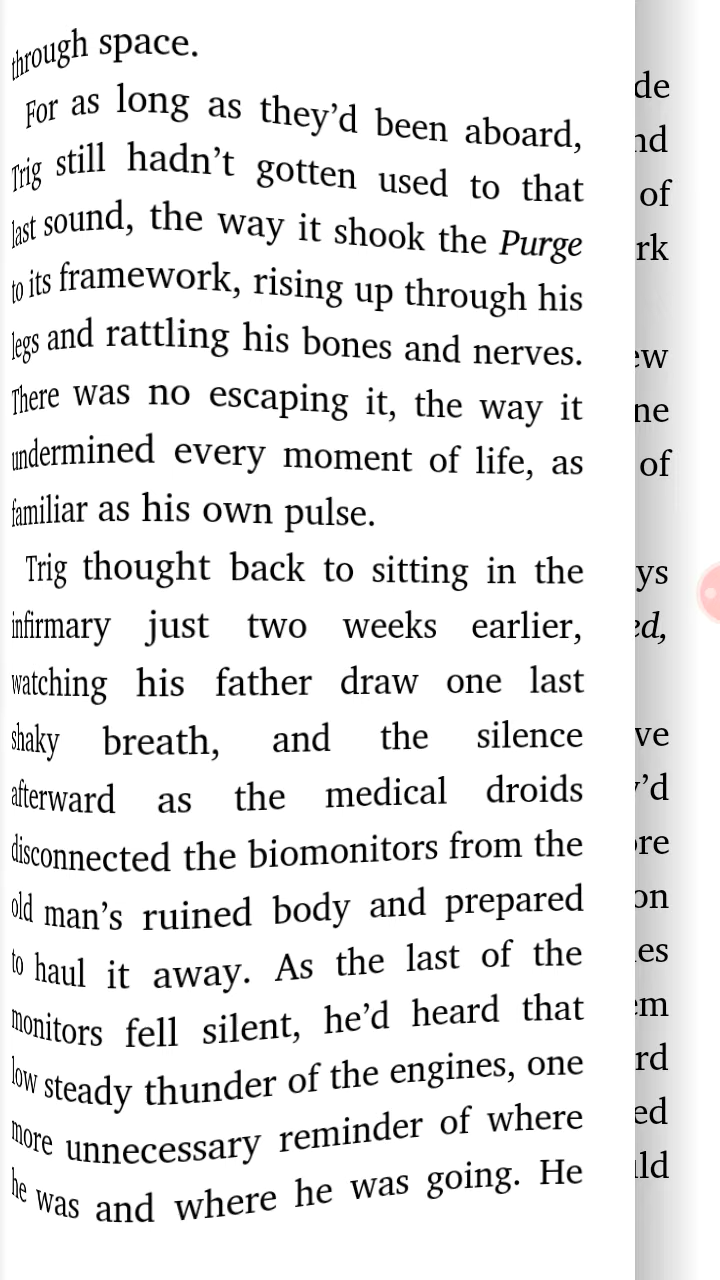 through space.
For as long as they’d been aboard,
Trig still hadn’t gotten used to that
last sound, the way it shook the Purge
to its framework, rising up through his
legs and rattling his bones and nerves.
There was no escaping it, the way it
undermined every moment of life, as
familiar as his own pulse.
Trig thought back to sitting in the
infirmary just two weeks earlier,
watching his father draw one last
shaky breath, and the silence
afterward as the medical droids
disconnected the biomonitors from the
old man’s ruined body and prepared
to haul it away. As the last of the
monitors fell silent, he’d heard that
low steady thunder of the engines, one
more unnecessary reminder of where
he was and where he was going. He
of
of